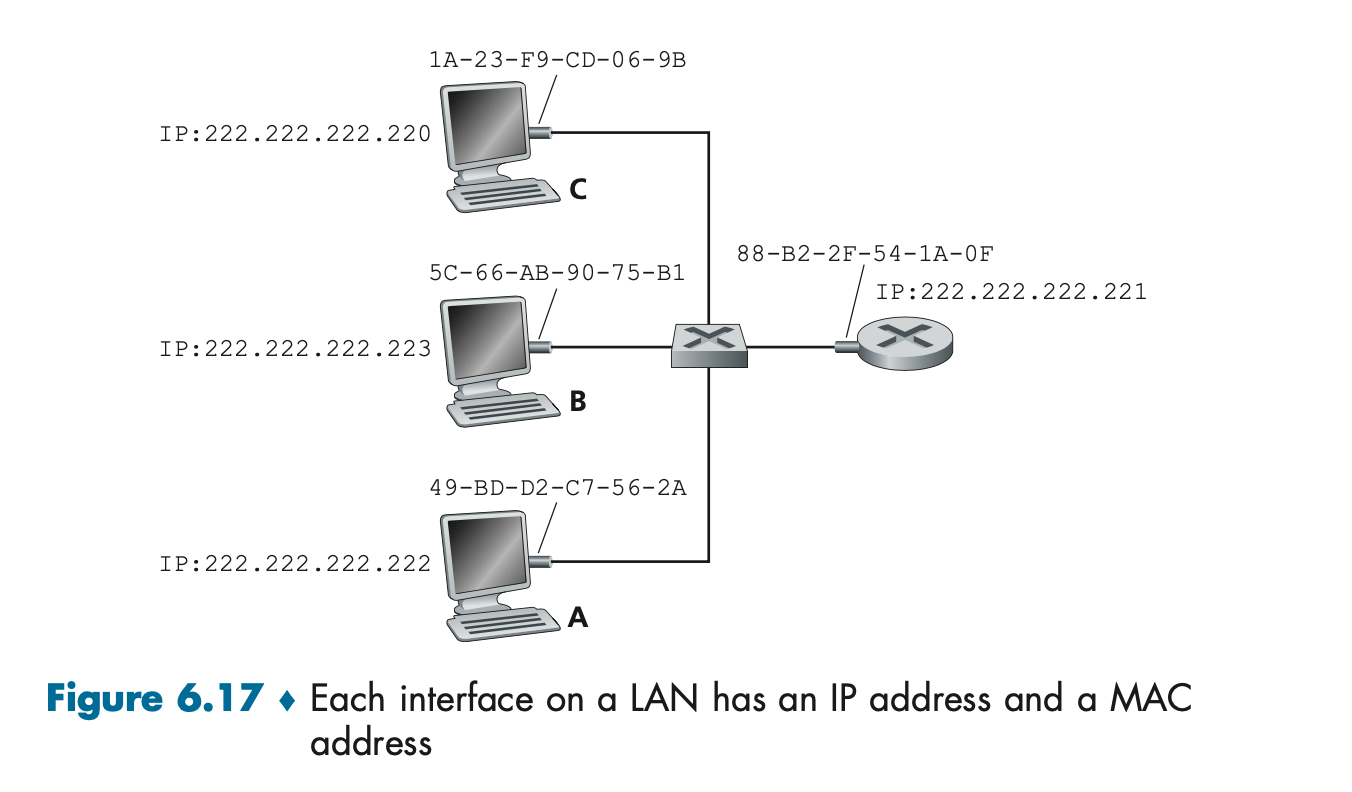 1A-23-F9-CD-06-9B
IP:222.222.222.220
C
88-B2-2F-54-1A-0F
5C-66-AB-90-75-B1
IP:222.222.222.221
IP:222.222.222.223
B
49-BD-D2-C7-56-2A
IP:222.222.222.222
A
Figure 6.17 ♦ Each interface on a LAN has an IP address and a MAC
address